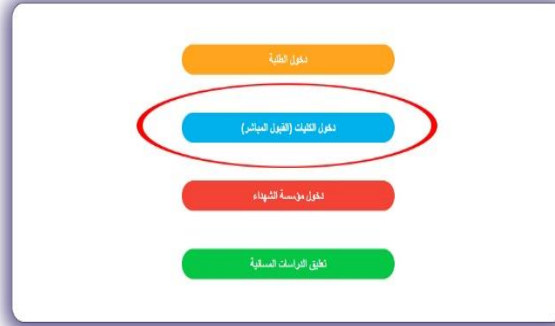 دخول الطلبة
دخول الكليات (القبول المباشر)
دخول مؤسسة الشهداء
تعليق الدراسات المسائية